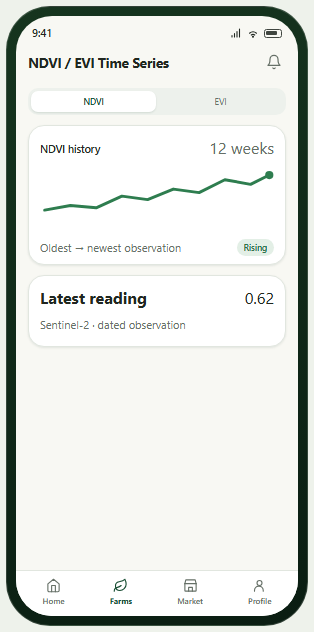 9:41
NDVI / EVI Time Series
NDVI EVI
NDVI history 12 weeks
Oldest → newest observation Rising
Latest reading 0.62
Sentinel-2 · dated observation
Home Farms Market Profile